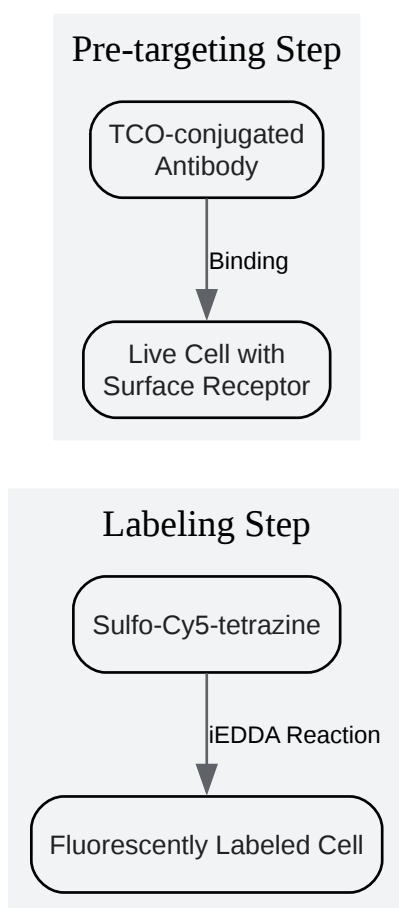 Pre-targeting Step
TCO-conjugated
Antibody
Binding
Live Cell with
Surface Receptor
Labeling Step
Sulfo-Cy5-tetrazine
iEDDA Reaction
Fluorescently Labeled Cell